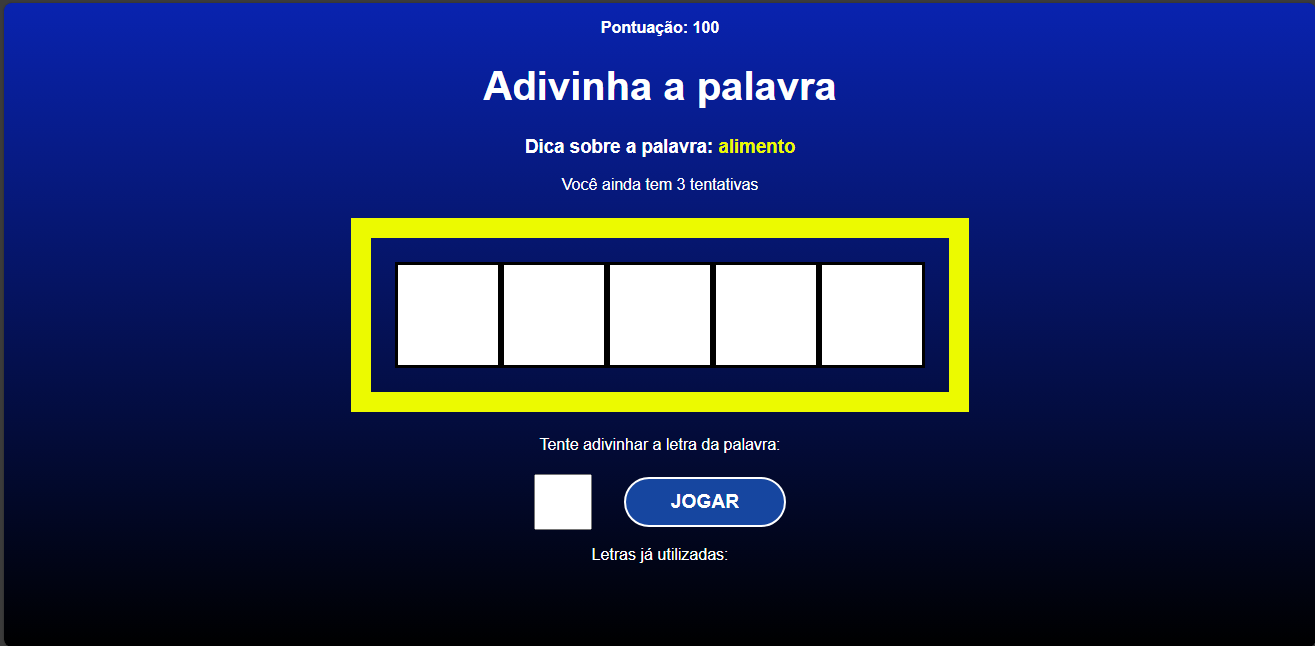 Pontuação: 100
Adivinha a palavra
Dica sobre a palavra: alimento
Você ainda tem 3 tentativas
Tente adivinhar a letra da palavra:
JOGAR
Letras já utilizadas: